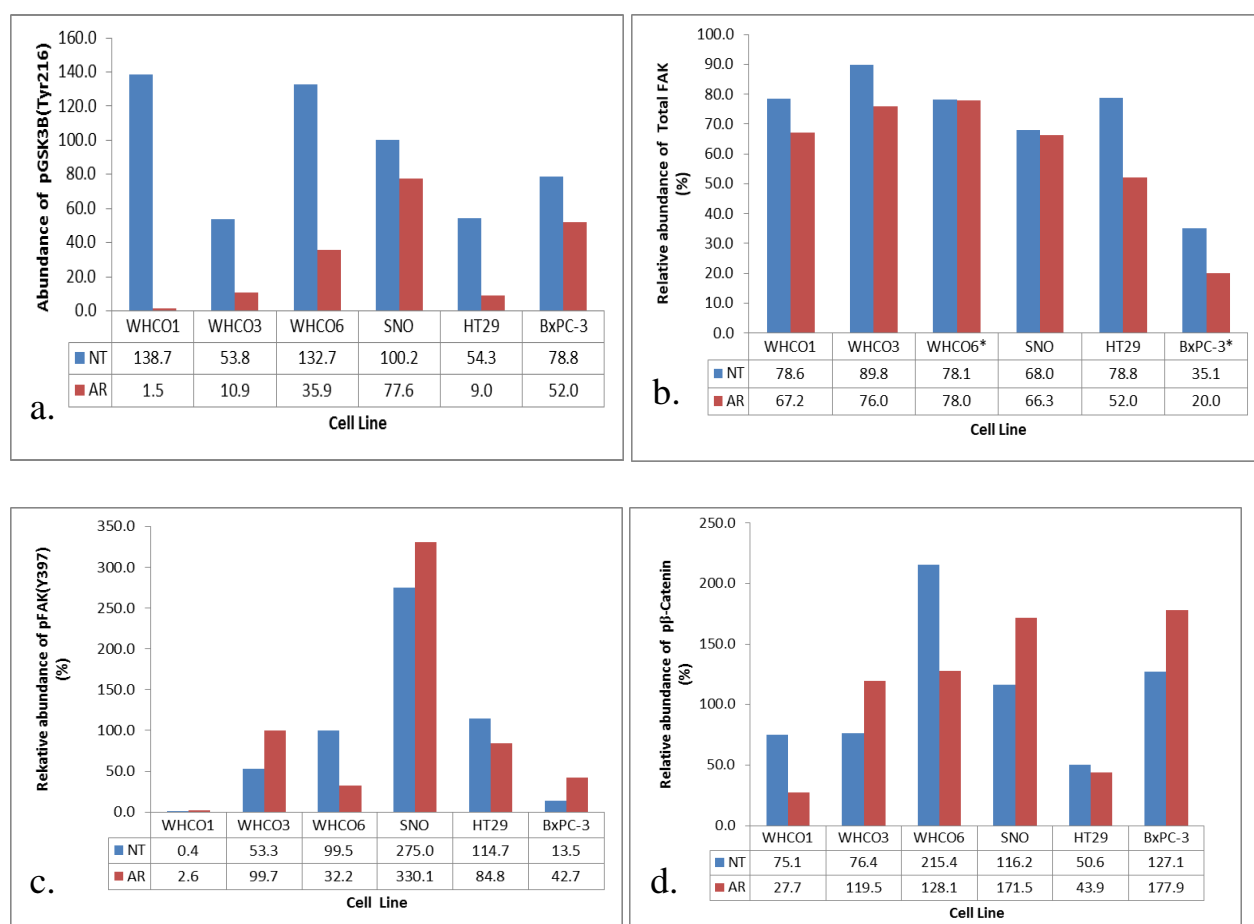 Abundance of pGSK3B(Tyr216)
160.0
140.0
120.0
100.0
80.0
60.0
40.0
20.0
0.0
WHCO1 WHCO3 WHCO6 SNO HT29 BxPC-3
NT 138.7 53.8 132.7 100.2 54.3 78.8
AR 1.5 10.9 35.9 77.6 9.0 52.0
Cell Line
a.
Relative abundance of Total FAK
(%)
100.0
90.0
80.0
70.0
60.0
50.0
40.0
30.0
20.0
10.0
0.0
WHCO1 WHCO3 WHCO6* SNO HT29 BxPC-3*
NT 78.6 89.8 78.1 68.0 78.8 35.1
AR 67.2 76.0 78.0 66.3 52.0 20.0
Cell Line
b.
Rekative abundance of pFAK(Y397)
(%)
350.0
300.0
250.0
200.0
150.0
100.0
50.0
0.0
WHCO1 WHCO3 WHCO6 SNO HT29 BxPC-3
NT 0.4 53.3 99.5 275.0 114.7 13.5
AR 2.6 99.7 32.2 330.1 84.8 42.7
Cell Line
c.
Relative abundance of pβ-Catenin
(%)
250.0
200.0
150.0
100.0
50.0
0.0
WHCO1 WHCO3 WHCO6 SNO HT29 BxPC-3
NT 75.1 76.4 215.4 116.2 50.6 127.1
AR 27.7 119.5 128.1 171.5 43.9 177.9
Cell Line
d.